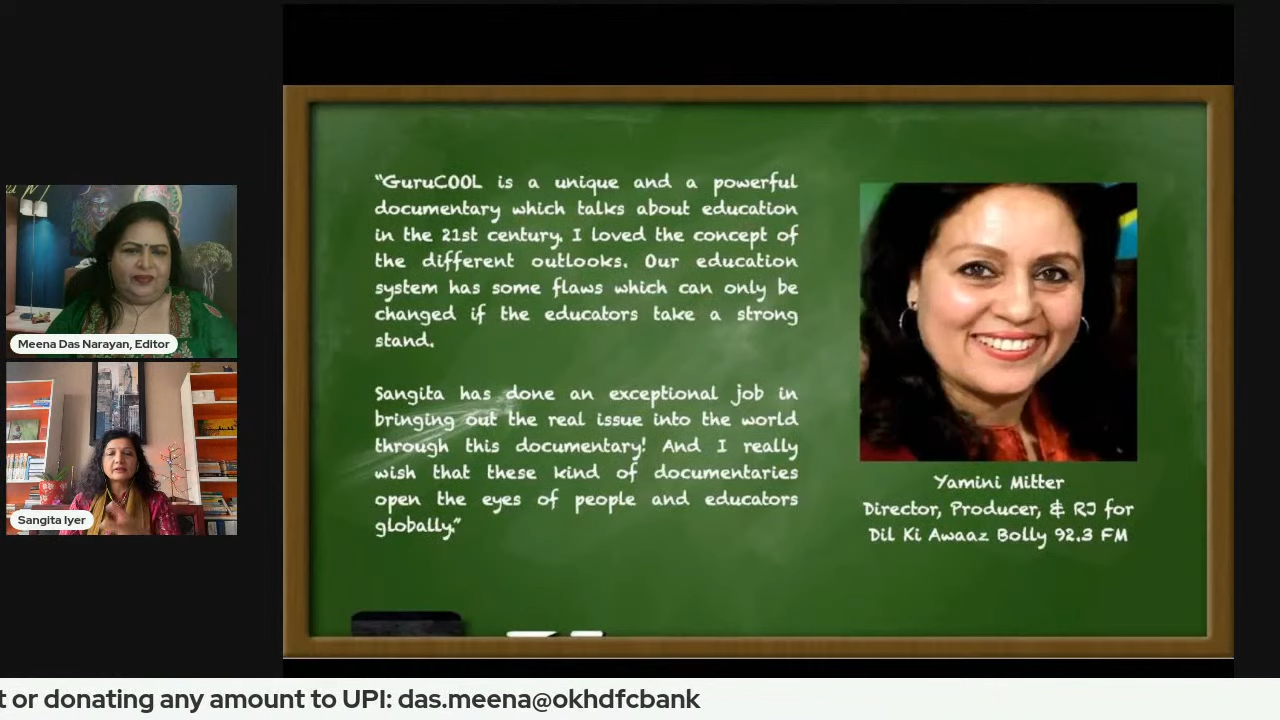 Meena Das Narayan, Editor
Sangita Iyer
“GuruCOOL is a unique and a powerful
documentary which talks about education
in the 21st century. I loved the concept of
the different outlooks. Our education
system has some flaws which can only be
changed if the educators take a strong
stand.
Sangita has done an exceptional job in
bringing out the real issue into the world
through this documentary! And I really
wish that these kind of documentaries
open the eyes of people and educators
globally.”
Yamini Mitter
Director, Producer, & RJ for
Dil Ki Awaaz Bolly 92.3 FM
t or donating any amount to UPI: das.meena@okhdfcbank